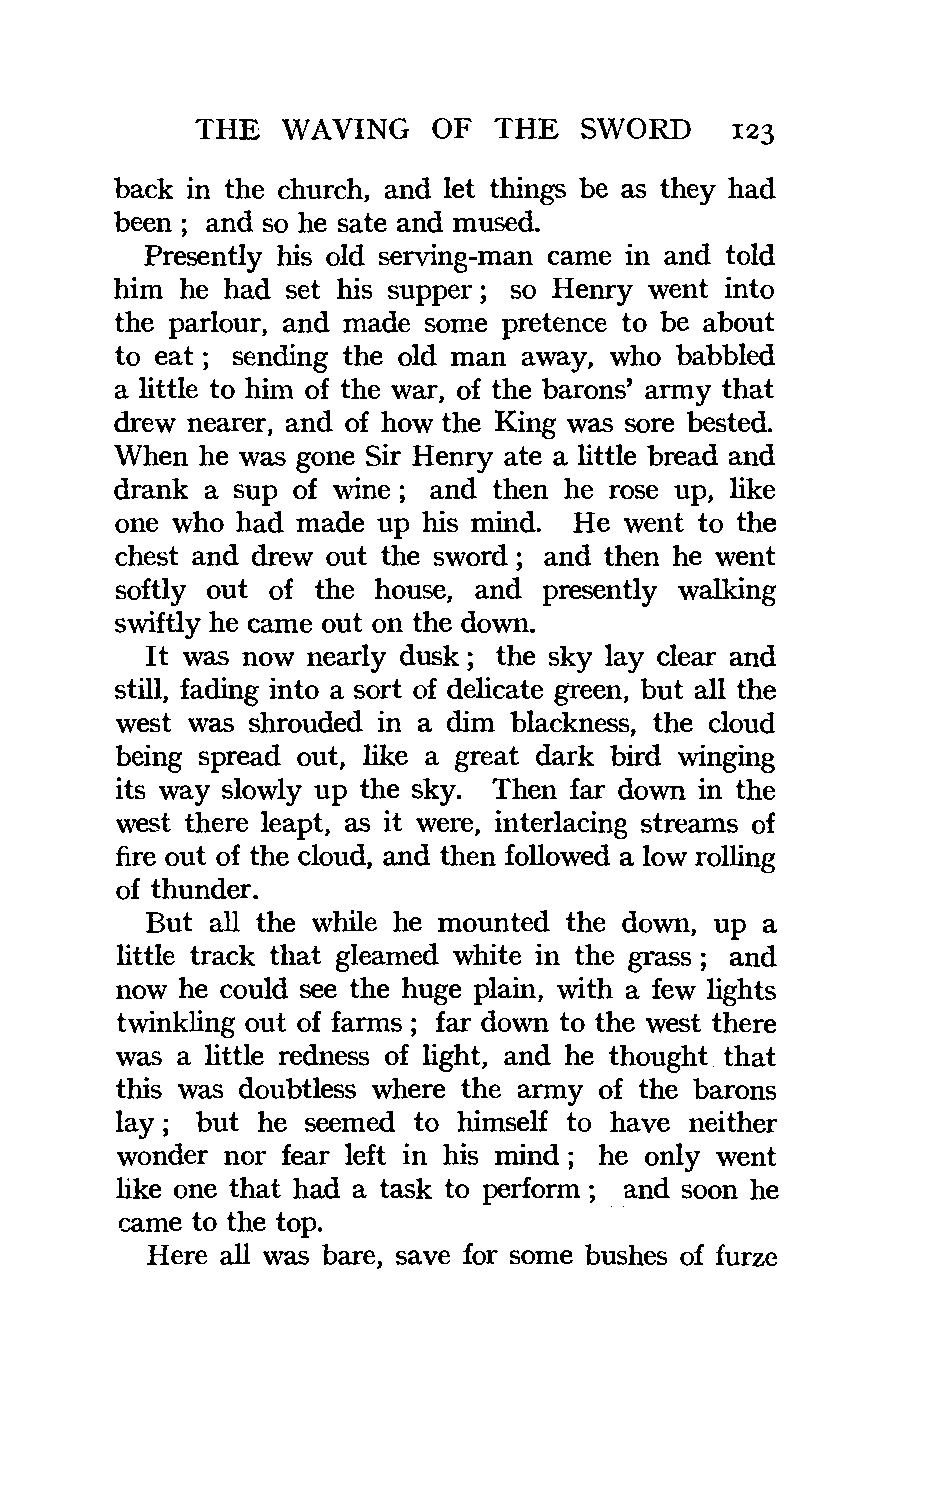 THE WAVING OF THE SWORD 123
back in the church, and let things be as they had
been ; and so he sate and mused.
Presently his old serving-man came in and told
him he had set his supper ; so Henry went into
the parlour, and made some pretence to be about
to eat ; sending the old man away, who babbled
a little to him of the war, of the barons' army that
drew nearer, and of how the King was sore bested.
When he was gone Sir Henry ate a little bread and
drank a sup of wine ; and then he rose up, like
one who had made up his mind. He went to the
chest and drew out the sword ; and then he went
softly out of the house, and presently walking
swiftly he came out on the down.
It was now nearly dusk ; the sky lay clear and
still, fading into a sort of delicate green, but all the
west was shrouded in a dim blackness, the cloud
being spread out, like a great dark bird winging
its way slowly up the sky. Then far down in the
west there leapt, as it were, interlacing streams of
fire out of the cloud, and then followed a low rolling
of thunder.
But all the while he mounted the down, up a
little track that gleamed white in the grass ; and
now he could see the huge plain, with a few lights
twinkling out of farms ; far down to the west there
was a little redness of light, and he thought that
this was doubtless where the army of the barons
lay ; but he seemed to himself to have neither
wonder nor fear left in his mind ; he only went
like one that had a task to perform ; and soon he
came to the top.
Here all was bare, save for some bushes of furze